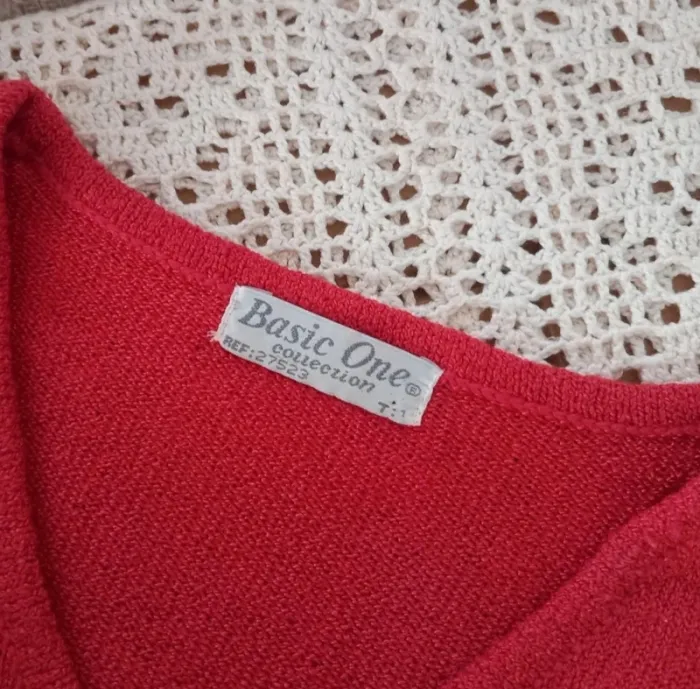 Basic One®
collection
REF:27523
T:1